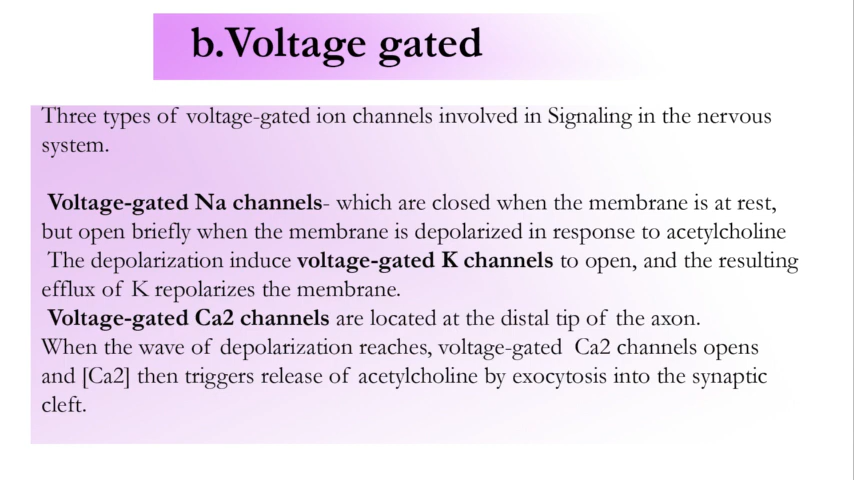 b.Voltage gated
Three types of voltage-gated ion channels involved in Signaling in the nervous
system.
Voltage-gated Na channels- which are closed when the membrane is at rest,
but open briefly when the membrane is depolarized in response to acetylcholine
The depolarization induce voltage-gated K channels to open, and the resulting
efflux of K repolarizes the membrane.
Voltage-gated Ca2 channels are located at the distal tip of the axon.
When the wave of depolarization reaches, voltage-gated Ca2 channels opens
and [Ca2] then triggers release of acetylcholine by exocytosis into the synaptic
cleft.